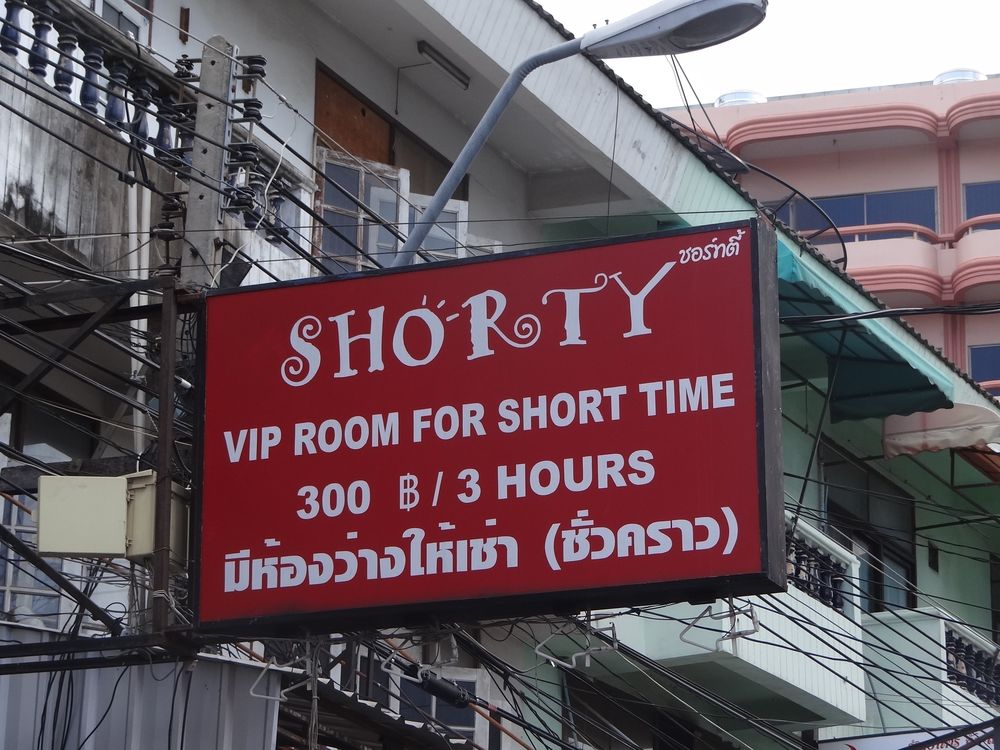 SHORTY ชอร์ทตี้
VIP ROOM FOR SHORT TIME
300 ฿ / 3 HOURS
มีห้องว่างให้เช่า (ชั่วคราว)